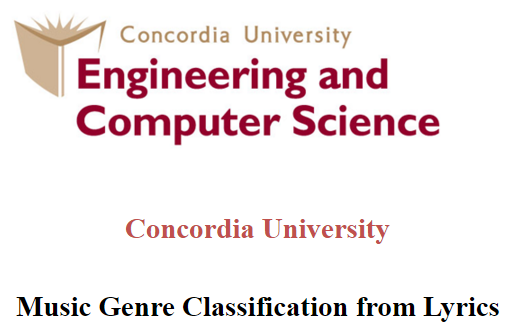 Concordia University
Engineering and
Computer Science
Concordia University
Music Genre Classification from Lyrics